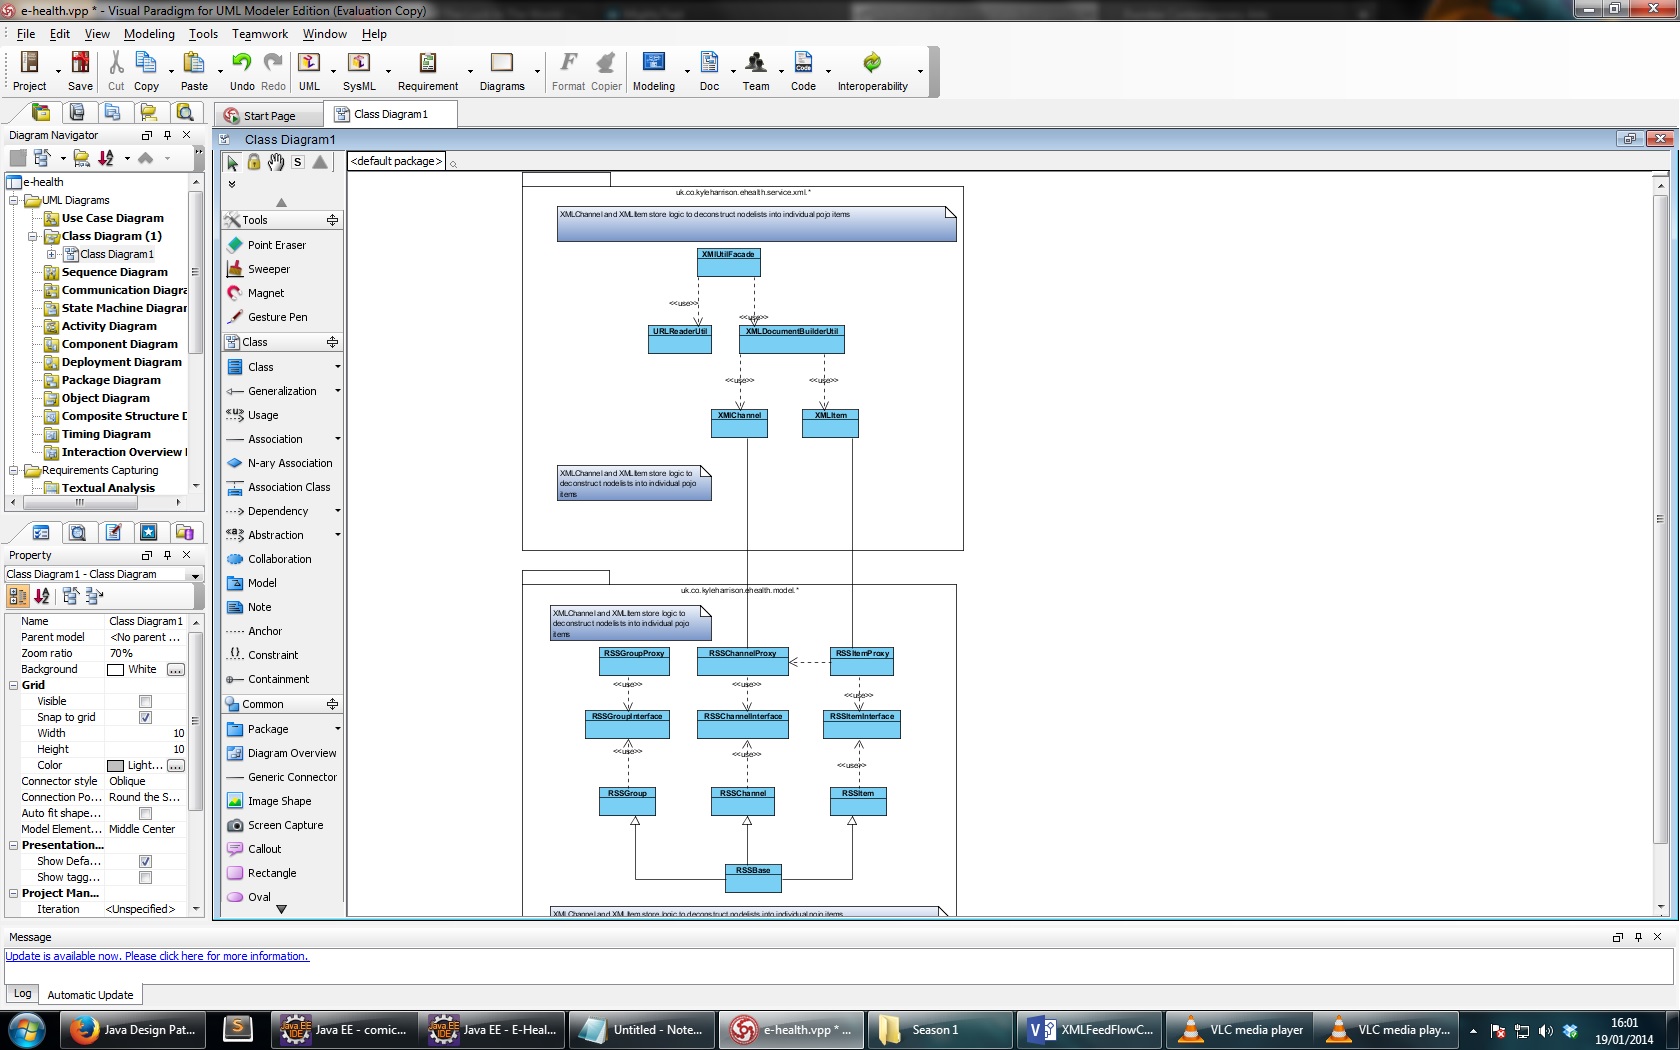 e-health.vpp * - Visual Paradigm for UML Modeler Edition (Evaluation Copy)
File Edit View Modeling Tools Teamwork Window Help
Project Save Cut Copy Paste Undo Redo UML SysML Requirement Diagrams Format Copier Modeling Doc Team Code Interoperability
Start Page
Class Diagram1
Diagram Navigator
e-health
UML Diagrams
Use Case Diagram
Class Diagram (1)
Class Diagram1
Sequence Diagram
Communication Diagra
State Machine Diagrar
Activity Diagram
Component Diagram
Deployment Diagram
Package Diagram
Object Diagram
Composite Structure D
Timing Diagram
Interaction Overview I
Requirements Capturing
Textual Analysis
Property
Class Diagram1 - Class Diagram
Name Class Diagram1
Parent model <No parent ...
Zoom ratio 70%
Background White ...
Grid
Visible
Snap to grid
Width 10
Height 10
Color Light... ...
Connector style Oblique
Connection Po... Round the S...
Auto fit shape...
Model Element... Middle Center
Presentation...
Show Defa...
Show tagg...
Project Man...
Iteration <Unspecified>
Class Diagram1
S
<default package>
Tools
Point Eraser
Sweeper
Magnet
Gesture Pen
Class
Class
Generalization
Usage
Association
N-ary Association
Association Class
Dependency
Abstraction
Collaboration
Model
Note
Anchor
Constraint
Containment
Common
Package
Diagram Overview
Generic Connector
Image Shape
Screen Capture
Callout
Rectangle
Oval
uk.co.kyleharrison.ehealth.service.xml.*
XMLChannel and XMLItem store logic to deconstruct nodelists into individual pojo items
XMlUtilFacade
<<use>>
<<use>>
URLReaderUtil
XMLDocumentBuilderUtil
<<use>>
<<use>>
XMlChannel
XMLItem
XMLChannel and XMLItem store logic to
deconstruct nodelists into individual pojo
items
uk.co.kyleharrison.ehealth.model.*
XMLChannel and XMLItem store logic to
deconstruct nodelists into individual pojo
items
RSSGroupProxy
RSSChannelProxy
RSSItemProxy
<<use>>
<<use>>
<<use>>
RSSGroupInterface
RSSChannelInterface
RSSItemInterface
<<use>>
<<use>>
<<use>>
RSSGroup
RSSChannel
RSSItem
RSSBase
XMLChannel and XMLItem store logic to deconstruct nodelists into individual pojo items
Message
Update is available now. Please click here for more information.
Log
Automatic Update
Java Design Pat...
S
Java EE - comic...
Java EE - E-Heal...
Untitled - Note...
e-health.vpp * ...
Season 1
XMLFeedFlowC...
VLC media player
VLC media play...
16:01
19/01/2014